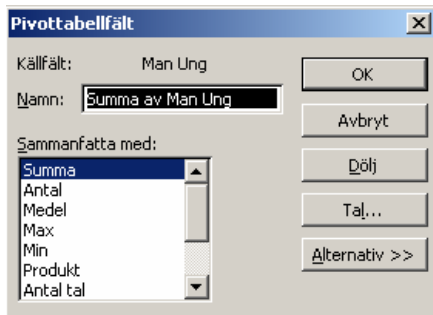 Pivottabellfält
Källfält: Man Ung
Namn: Summa av Man Ung
Sammanfatta med:
Summa
Antal
Medel
Max
Min
Produkt
Antal tal
OK
Avbryt
Dölj
Tal...
Alternativ >>